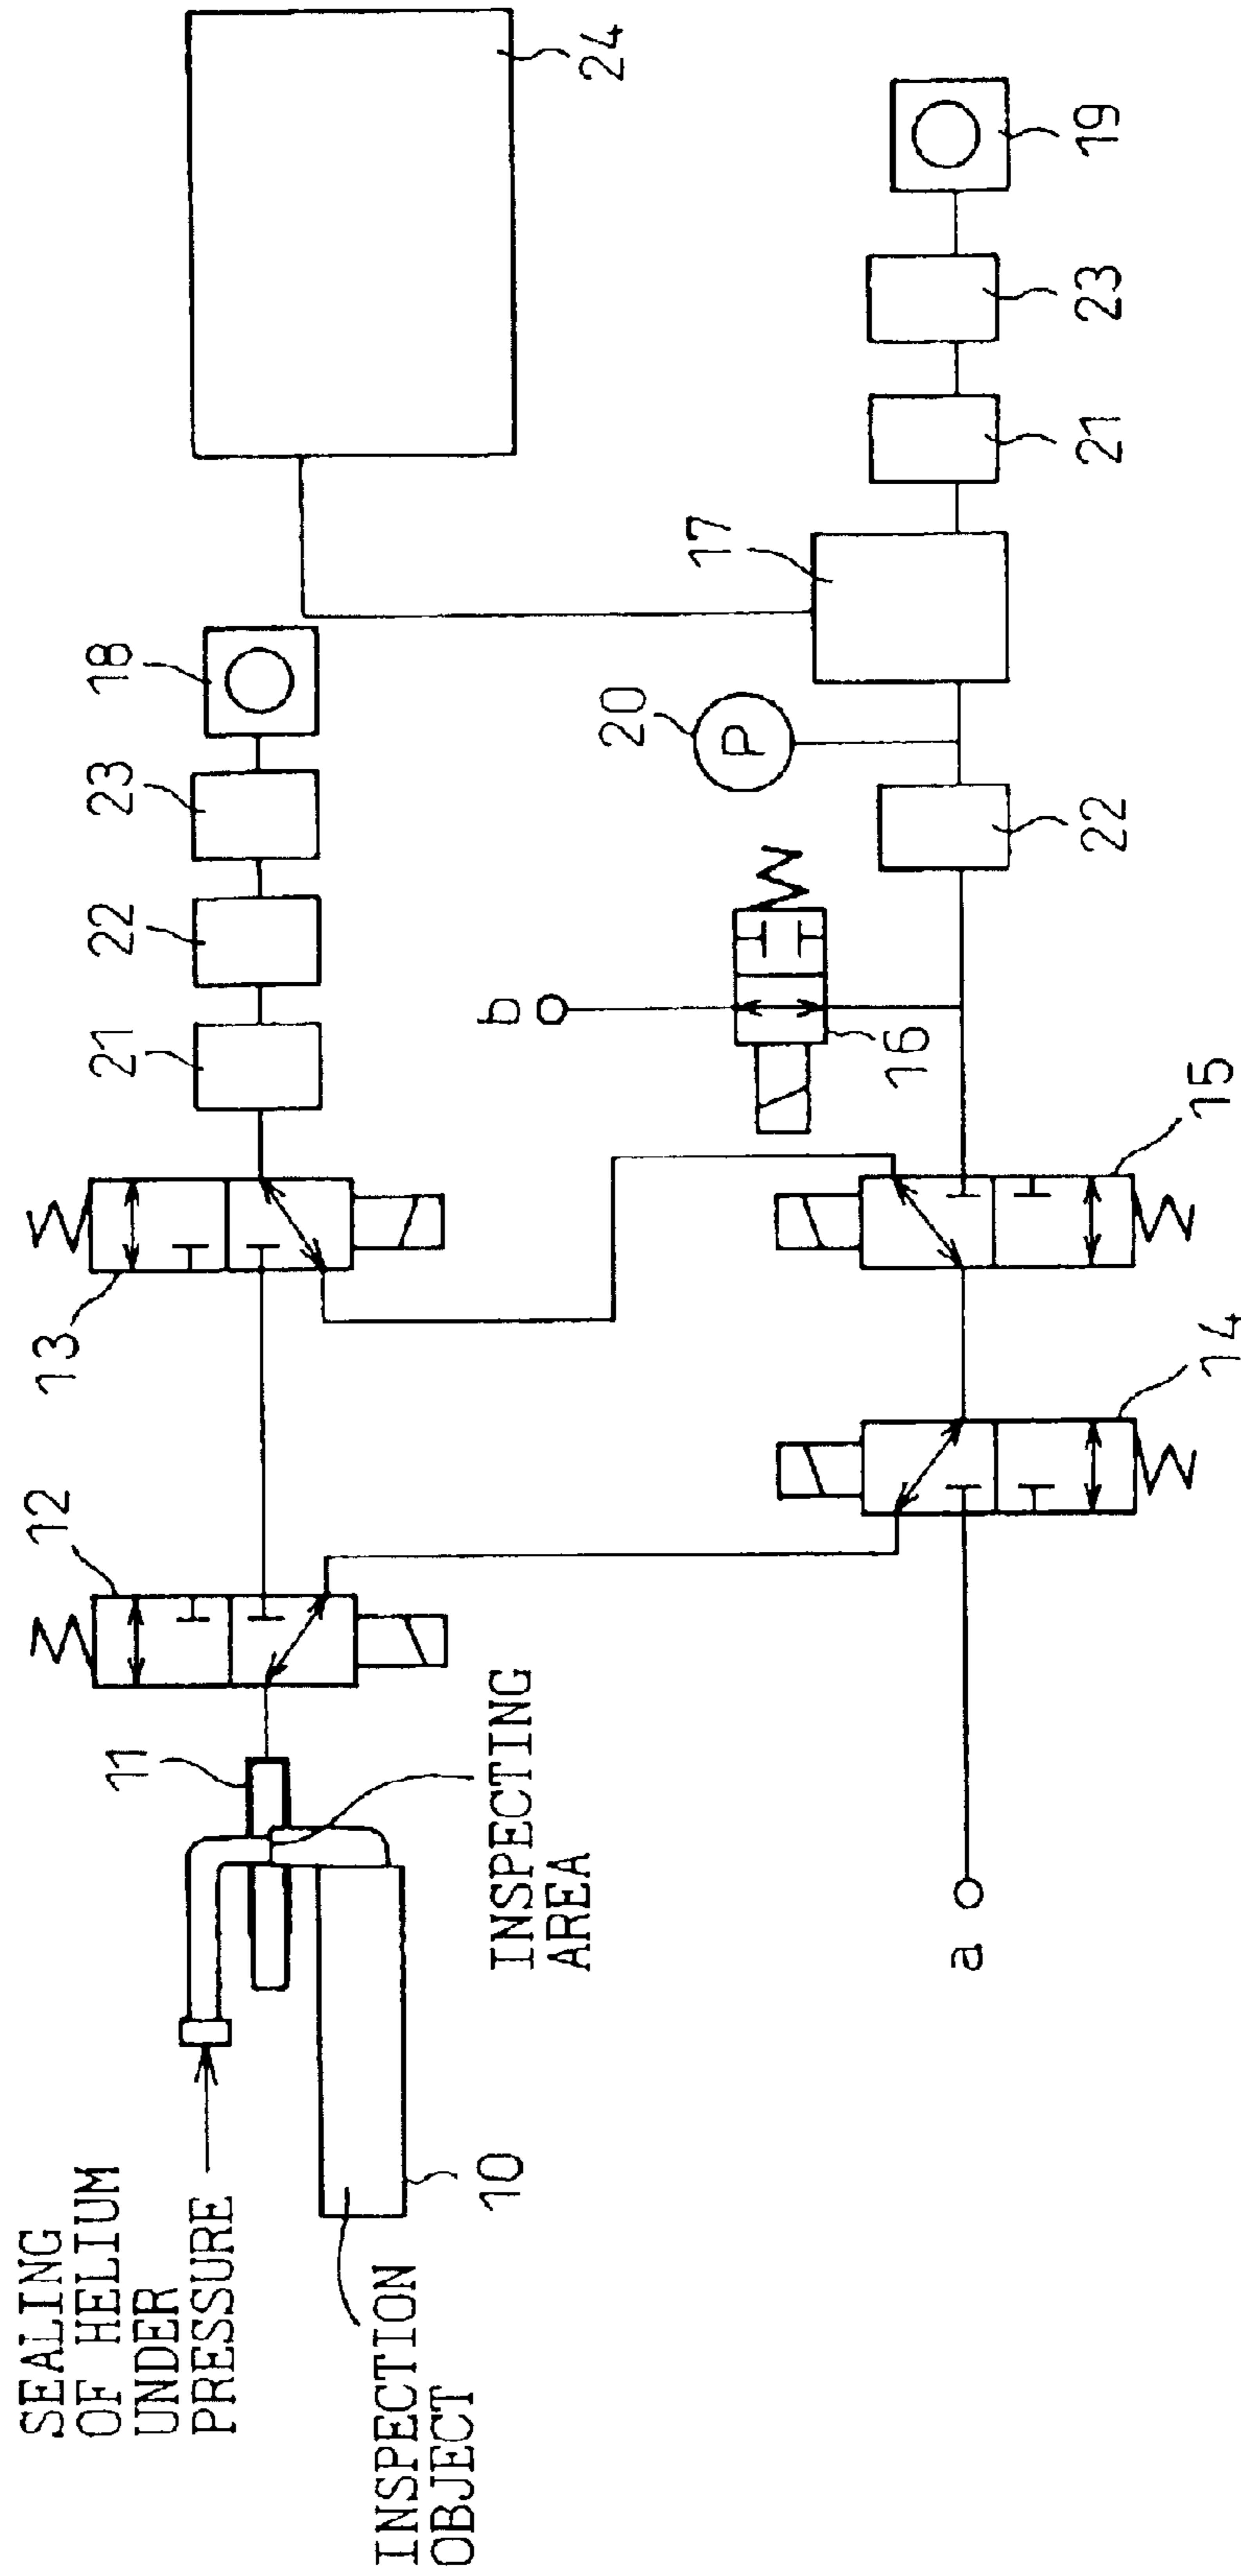 SEALING
OF HELIUM
UNDER
PRESSURE
INSPECTION
OBJECT
10
11
INSPECTING
AREA
12
13
21
22
23
18
24
a
14
15
b
16
22
20
P
17
21
23
19